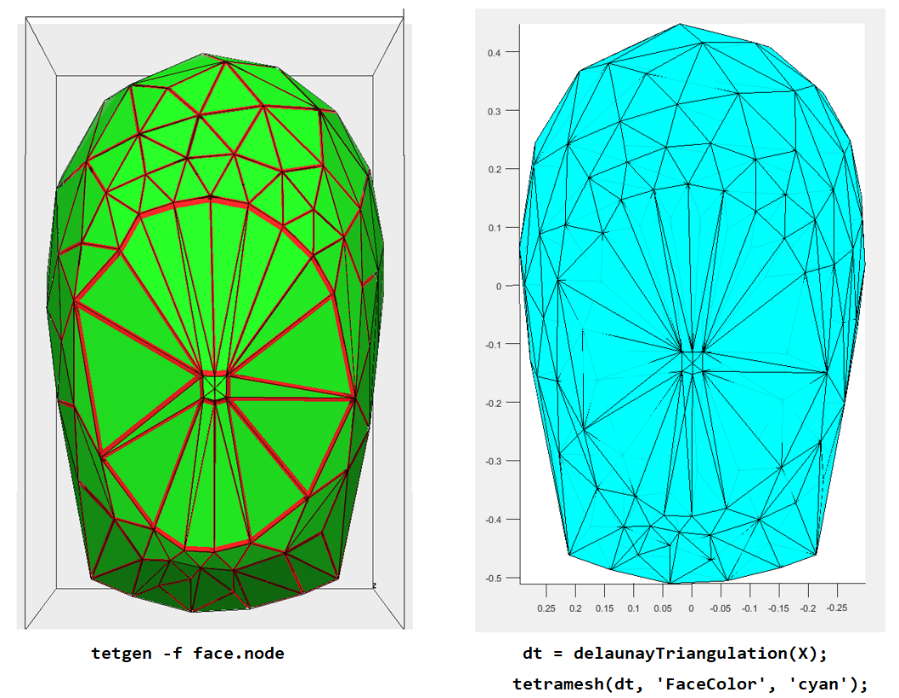 0.4
0.3
0.2
0.1
0
-0.1
-0.2
-0.3
-0.4
-0.5
0.25 0.2 0.15 0.1 0.05 0 -0.05 -0.1 -0.15 -0.2 -0.25
z
tetgen -f face.node
dt = delaunayTriangulation(X);
tetramesh(dt, 'FaceColor', 'cyan');